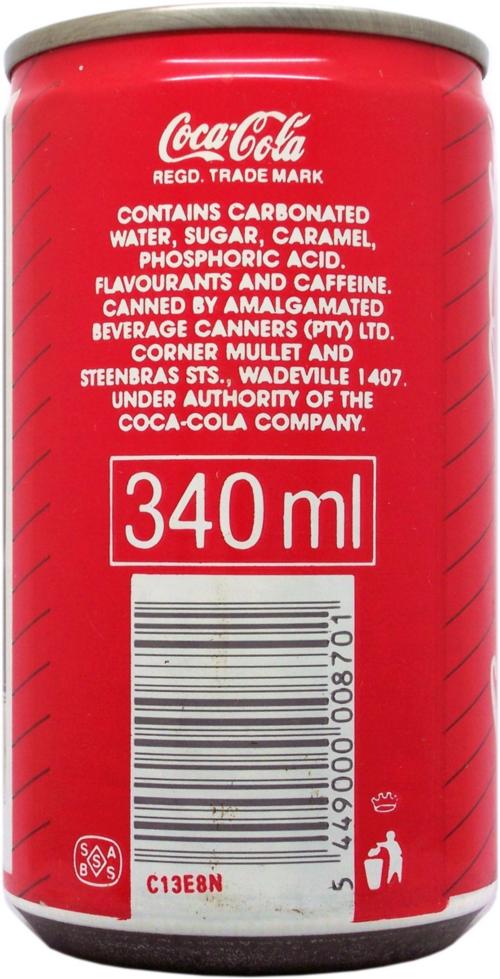 Coca-Cola
REGD. TRADE MARK
CONTAINS CARBONATED
WATER, SUGAR, CARAMEL,
PHOSPHORIC ACID.
FLAVOURANTS AND CAFFEINE.
CANNED BY AMALGAMATED
BEVERAGE CANNERS (PTY) LTD.
CORNER MULLET AND
STEENBRAS STS., WADEVILLE 1407.
UNDER AUTHORITY OF THE
COCA-COLA COMPANY.
340 ml
5 449000 008701
SABS
S
C13E8N